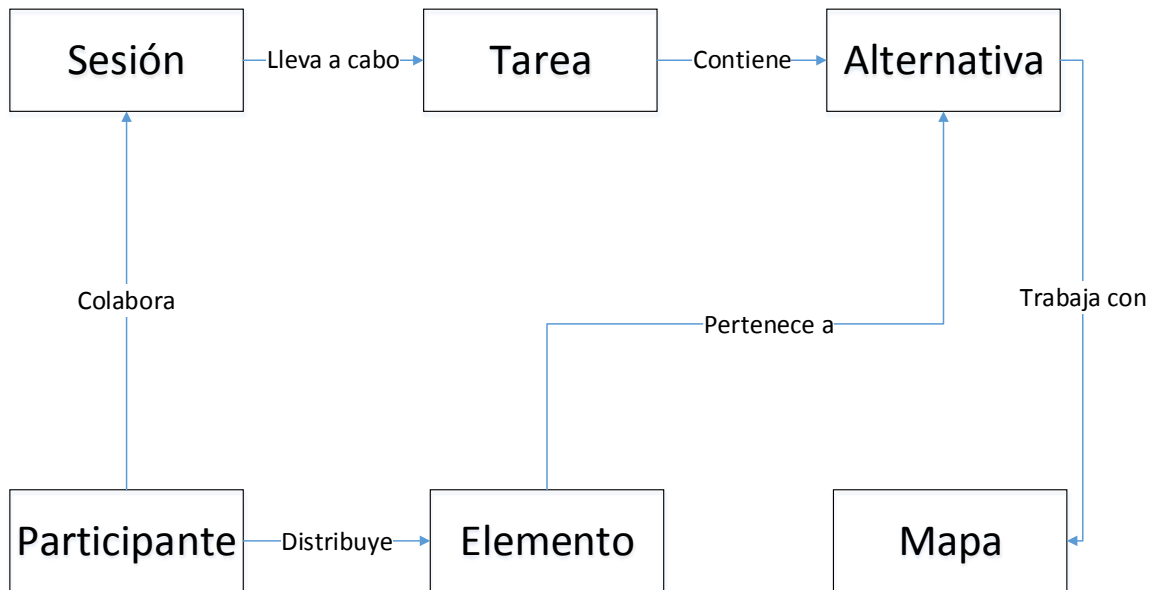 Sesión
Lleva a cabo
Tarea
Contiene
Alternativa
Colabora
Pertenece a
Trabaja con
Participante
Distribuye
Elemento
Mapa